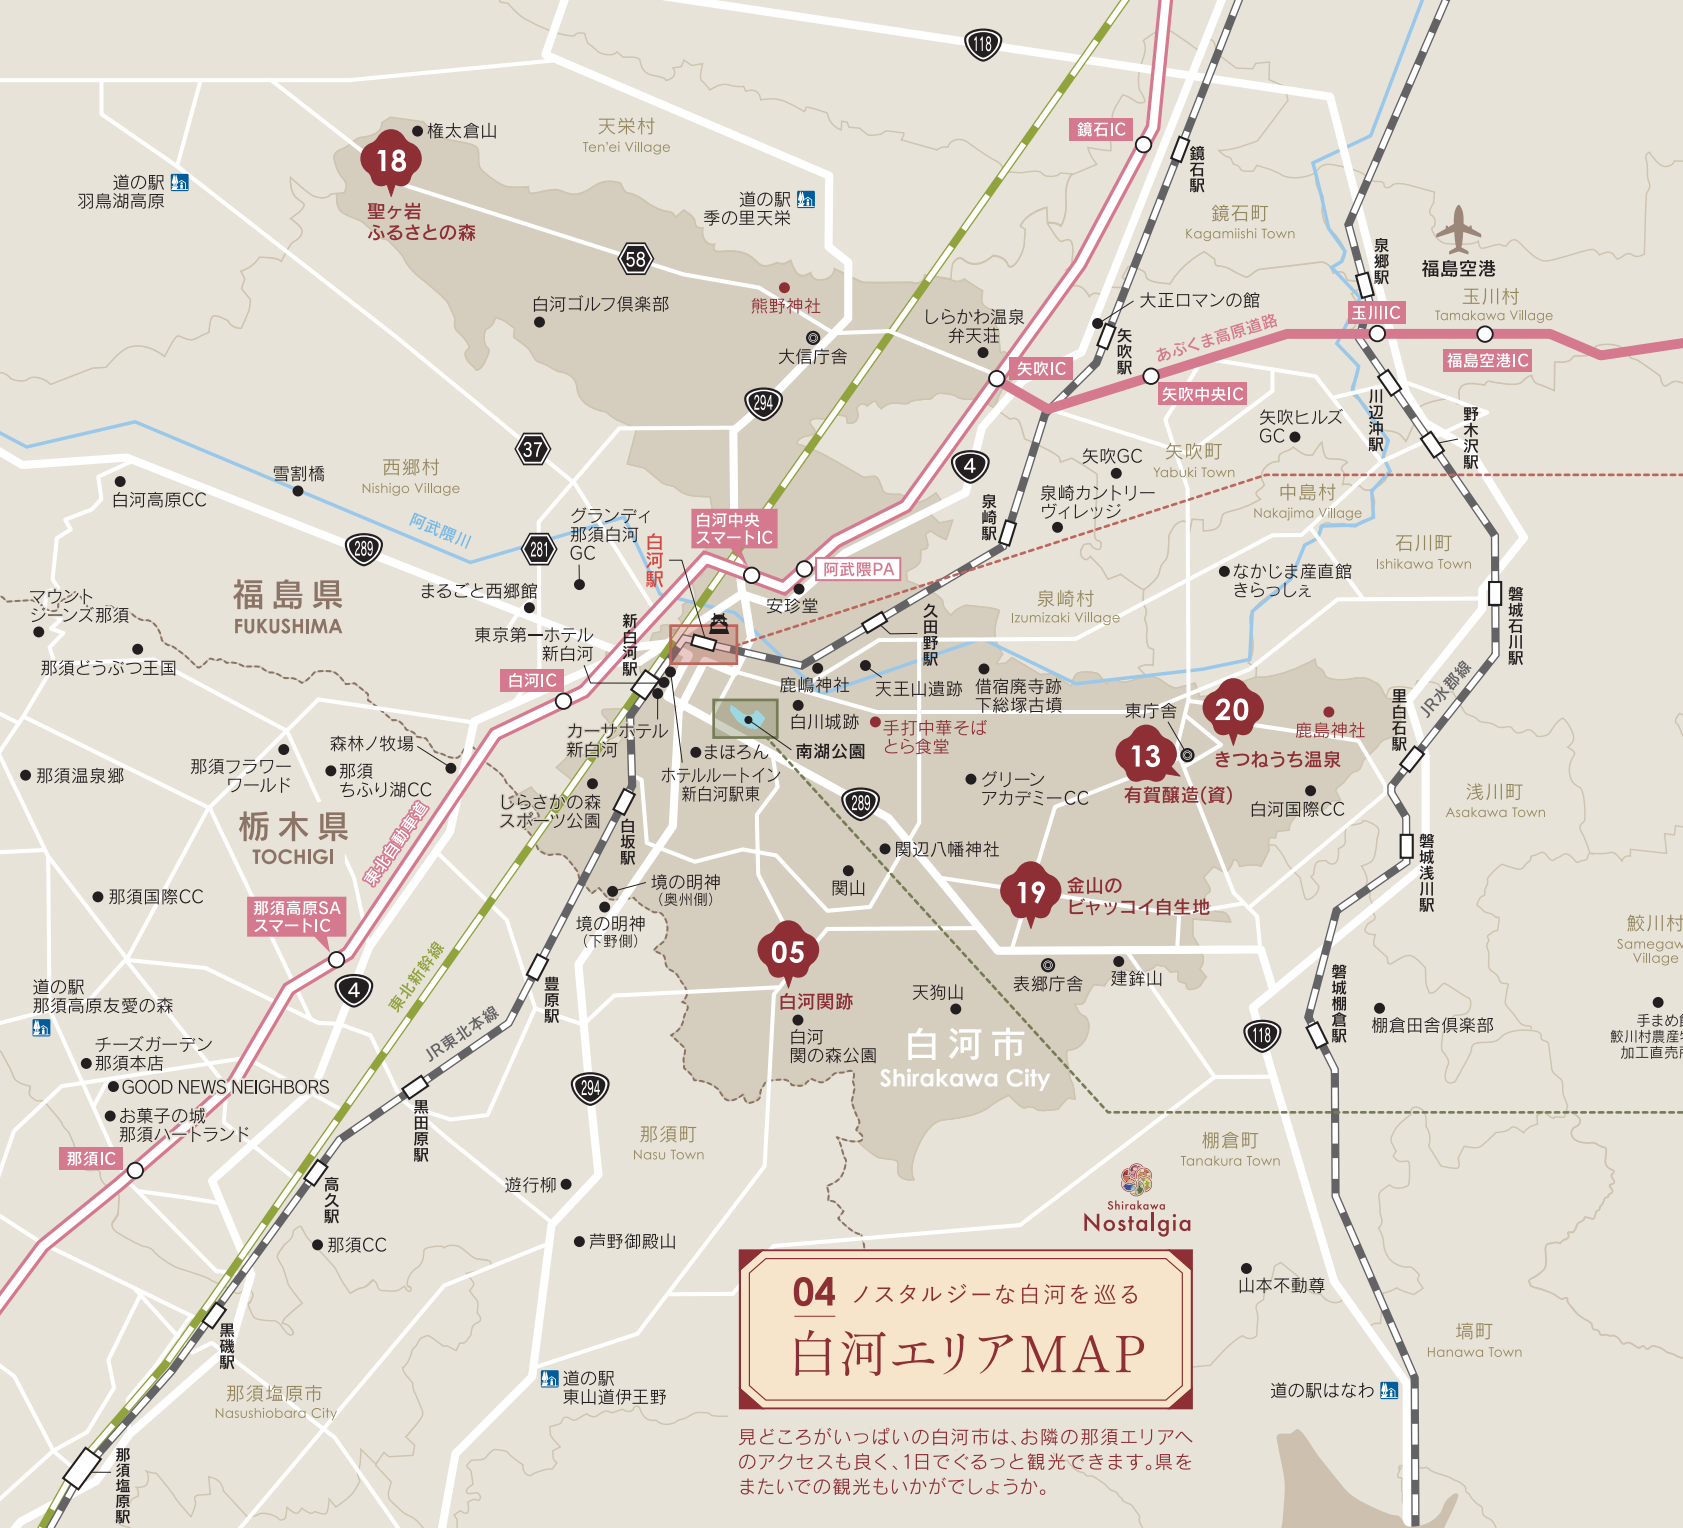 118
権太倉山
18
聖ヶ岩
ふるさとの森
天栄村
Ten'ei Village
鏡石IC
鏡石駅
道の駅
羽鳥湖高原
道の駅
季の里天栄
鏡石町
Kagamiishi Town
泉郷駅
福島空港
58
白河ゴルフ倶楽部
熊野神社
大信庁舎
しらかわ温泉
弁天荘
大正ロマンの館
矢吹駅
あぶくま高原道路
玉川IC
玉川村
Tamakawa Village
福島空港IC
矢吹IC
矢吹中央IC
294
37
川辺沖駅
野木沢駅
矢吹ヒルズ
GC
矢吹町
Yabuki Town
矢吹GC
4
西郷村
Nishigo Village
雪割橋
白河高原CC
阿武隈川
289
281
グランディ
那須白河
GC
白河駅
白河中央
スマートIC
泉崎駅
泉崎カントリー
ヴィレッジ
中島村
Nakajima Village
石川町
Ishikawa Town
阿武隈PA
安珍堂
なかじま産直館
きらっしぇ
磐城石川駅
福島県
FUKUSHIMA
マウント
ジーンズ那須
那須どうぶつ王国
まるごと西郷館
東京第一ホテル
新白河
新白河駅
白河IC
久田野駅
泉崎村
Izumizaki Village
鹿嶋神社
天王山遺跡
借宿廃寺跡
下総塚古墳
白川城跡
手打中華そば
とら食堂
東庁舎
20
きつねうち温泉
鹿島神社
里白石駅
JR水郡線
カーサホテル
新白河
まほろん
南湖公園
ホテルルートイン
新白河駅東
13
有賀醸造(資)
白河国際CC
浅川町
Asakawa Town
森林ノ牧場
那須フラワー
ワールド
那須
ちふり湖CC
那須温泉郷
しらさかの森
スポーツ公園
白坂駅
289
グリーン
アカデミーCC
栃木県
TOCHIGI
東北自動車道
関辺八幡神社
関山
磐城浅川駅
19
金山の
ビャッコイ自生地
那須国際CC
那須高原SA
スマートIC
境の明神
(奥州側)
境の明神
(下野側)
05
白河関跡
白河
関の森公園
表郷庁舎
建鉾山
天狗山
磐城棚倉駅
鮫川村
Samegaw
Village
4
東北新幹線
JR東北本線
豊原駅
道の駅
那須高原友愛の森
チーズガーデン
那須本店
GOOD NEWS NEIGHBORS
お菓子の城
那須ハートランド
那須IC
白河市
Shirakawa City
118
棚倉田舎倶楽部
手まめ館
鮫川村農産物
加工直売所
294
黒田原駅
那須町
Nasu Town
棚倉町
Tanakura Town
遊行柳
Shirakawa
Nostalgia
高久駅
那須CC
芦野御殿山
山本不動尊
04 ノスタルジーな白河を巡る
白河エリアMAP
黒磯駅
塙町
Hanawa Town
那須塩原市
Nasushiobara City
道の駅
東山道伊王野
道の駅はなわ
那須塩原駅
見どころがいっぱいの白河市は、お隣の那須エリアへ
のアクセスも良く、1日でぐるっと観光できます。県を
またいでの観光もいかがでしょうか。